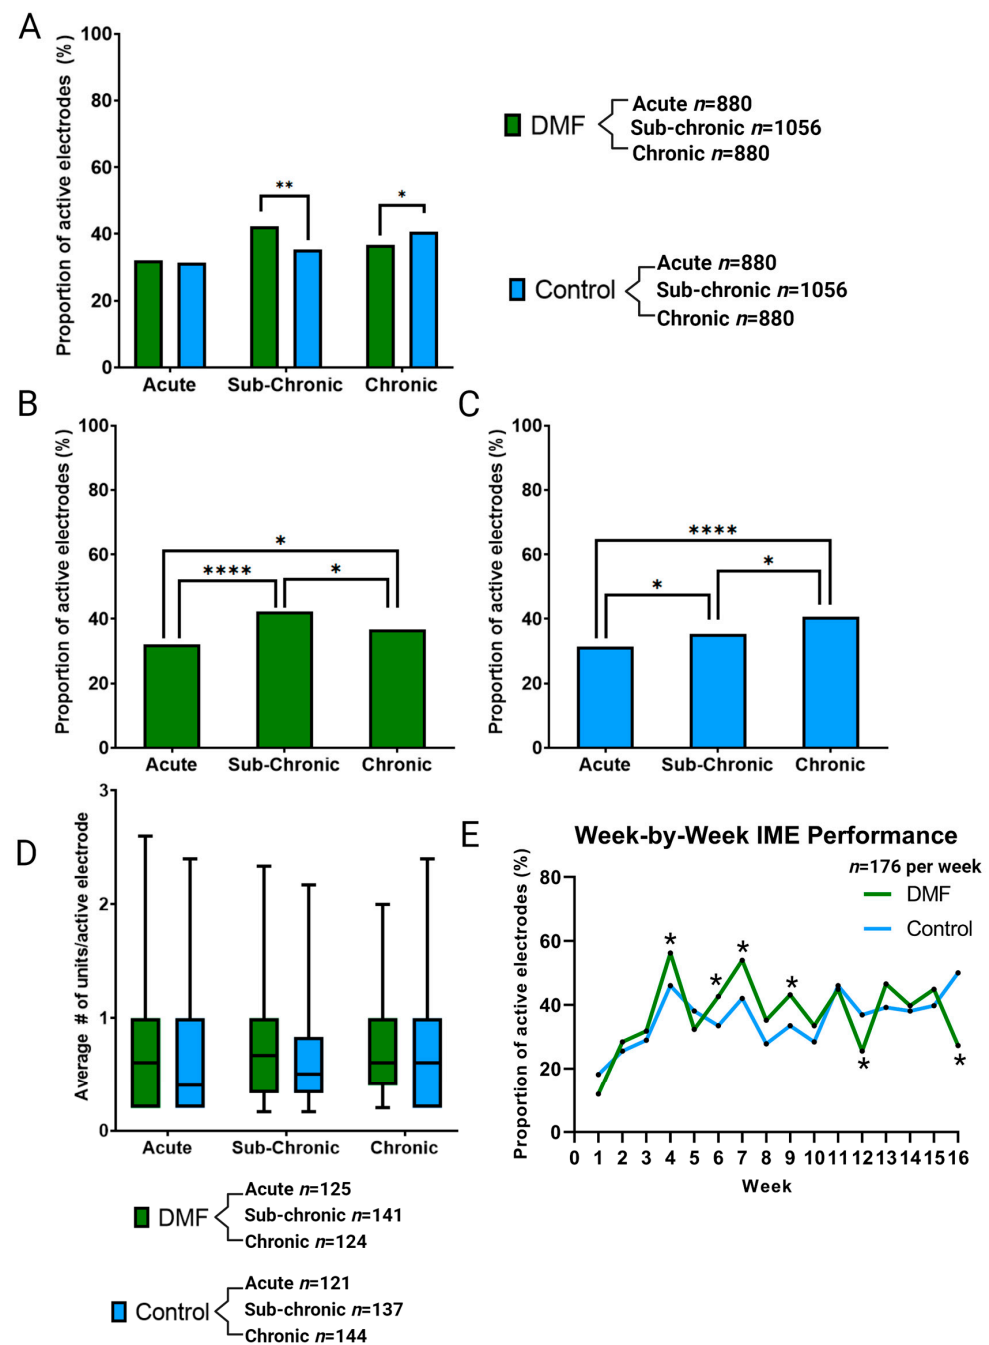 A
Proportion of active electrodes (%)
100
80
60
40
20
0
**
*
Acute
Sub-Chronic
Chronic
DMF
Acute n=880
Sub-chronic n=1056
Chronic n=880
Control
Acute n=880
Sub-chronic n=1056
Chronic n=880
B
Proportion of active electrodes (%)
100
80
60
40
20
0
*
****
*
Acute
Sub-Chronic
Chronic
C
Proportion of active electrodes (%)
100
80
60
40
20
0
****
*
*
Acute
Sub-Chronic
Chronic
D
Average # of units/active electrode
3
2
1
0
Acute
Sub-Chronic
Chronic
DMF
Acute n=125
Sub-chronic n=141
Chronic n=124
Control
Acute n=121
Sub-chronic n=137
Chronic n=144
E
Week-by-Week IME Performance
n=176 per week
DMF
Control
Proportion of active electrodes (%)
80
60
40
20
0
* * * * * *
0 1 2 3 4 5 6 7 8 9 10 11 12 13 14 15 16
Week